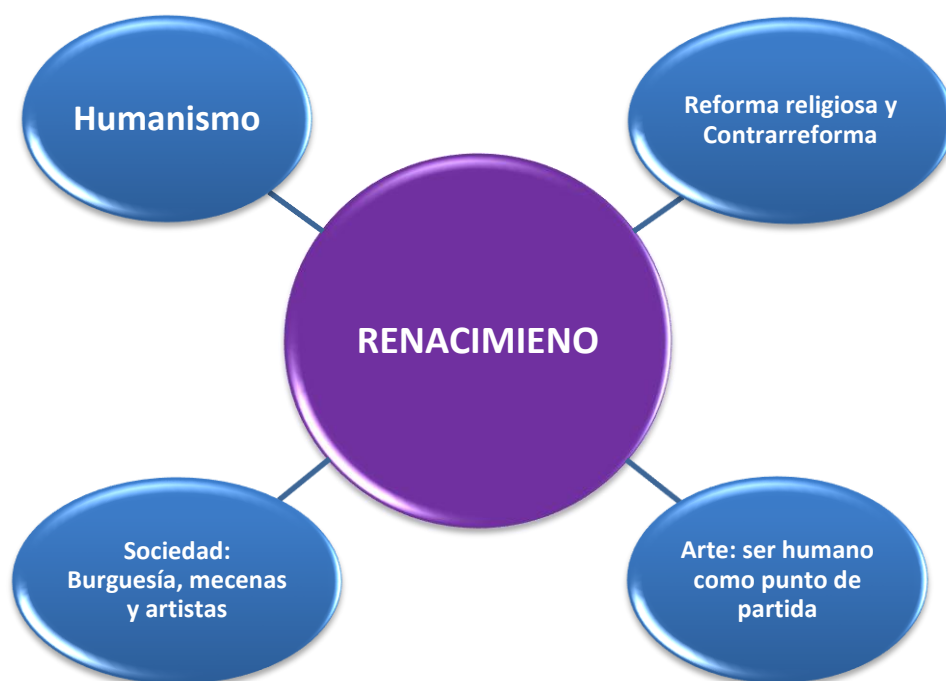 Humanismo
Reforma religiosa y
Contrarreforma
RENACIMIENO
Sociedad:
Burguesía, mecenas
y artistas
Arte: ser humano
como punto de
partida